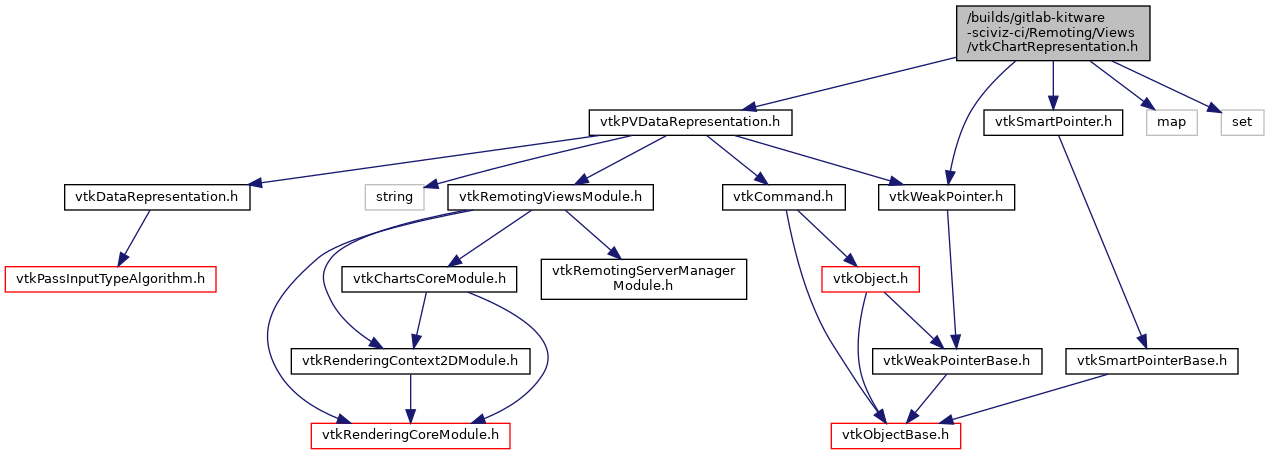 /builds/gitlab-kitware
-sciviz-ci/Remoting/Views
/vtkChartRepresentation.h
vtkPVDataRepresentation.h
vtkSmartPointer.h
map
set
vtkDataRepresentation.h
string
vtkRemotingViewsModule.h
vtkCommand.h
vtkWeakPointer.h
vtkPassInputTypeAlgorithm.h
vtkChartsCoreModule.h
vtkRemotingServerManager
Module.h
vtkObject.h
vtkRenderingContext2DModule.h
vtkWeakPointerBase.h
vtkSmartPointerBase.h
vtkRenderingCoreModule.h
vtkObjectBase.h